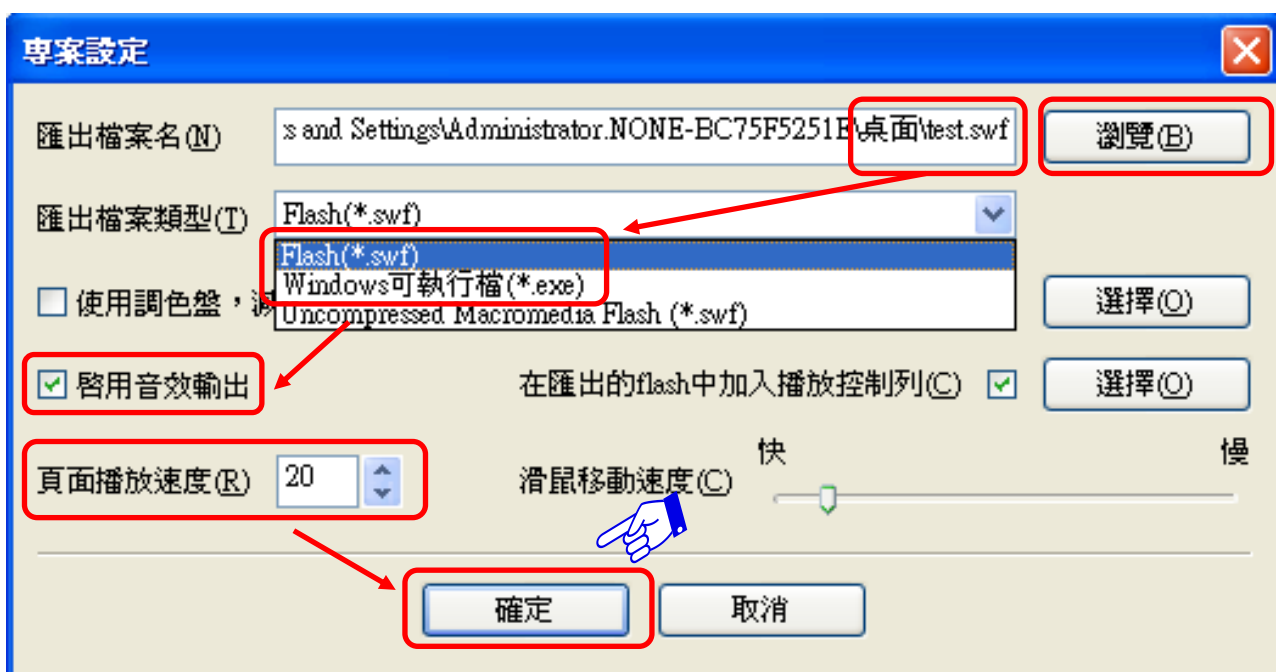 專案設定
匯出檔案名(N) s and Settings\Administrator.NONE-BC75F5251E\桌面\test.swf 瀏覽(B)
匯出檔案類型(T) Flash(*.swf)
Flash(*.swf)
Windows可執行檔(*.exe)
Uncompressed Macromedia Flash (*.swf)
使用調色盤，減 選擇(O)
啓用音效輸出 在匯出的flash中加入播放控制列(C) 選擇(O)
頁面播放速度(R) 20 滑鼠移動速度(C) 快 慢
確定 取消